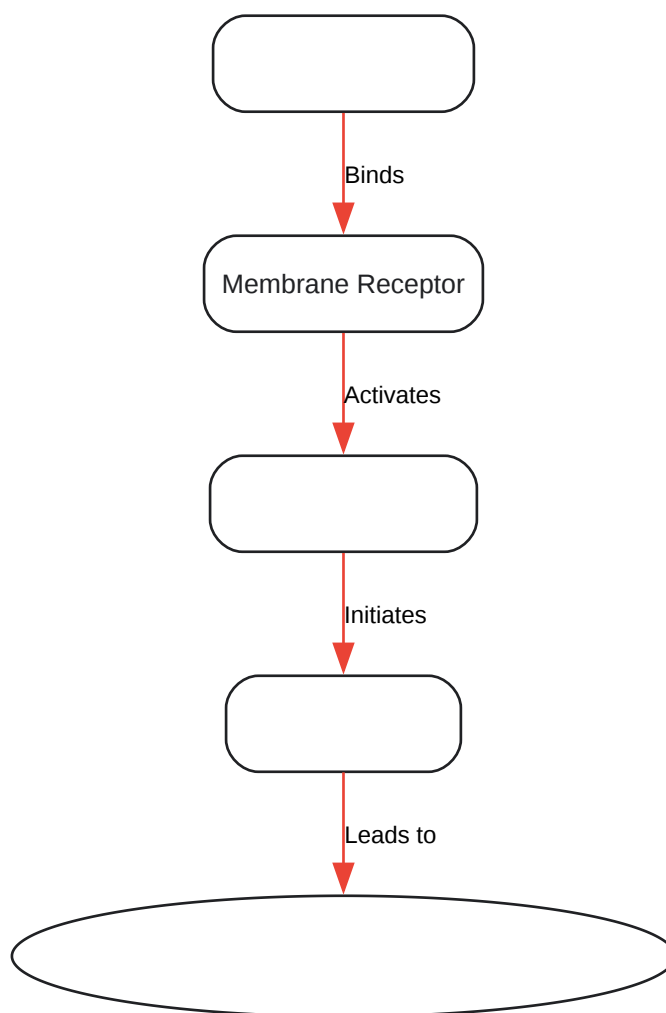 Binds
Membrane Receptor
Activates
Initiates
Leads to